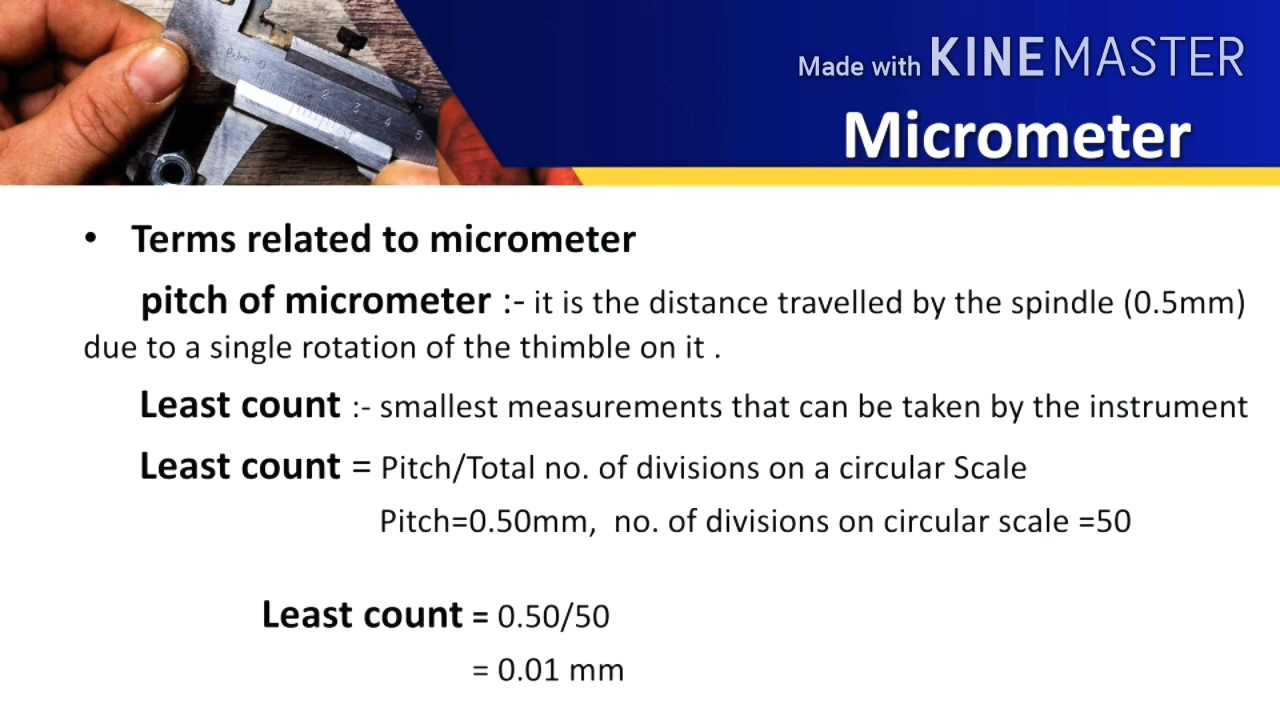 Made with KINEMASTER
Micrometer
• Terms related to micrometer
pitch of micrometer :- it is the distance travelled by the spindle (0.5mm)
due to a single rotation of the thimble on it .
Least count :- smallest measurements that can be taken by the instrument
Least count = Pitch/Total no. of divisions on a circular Scale
Pitch=0.50mm, no. of divisions on circular scale =50
Least count = 0.50/50
= 0.01 mm